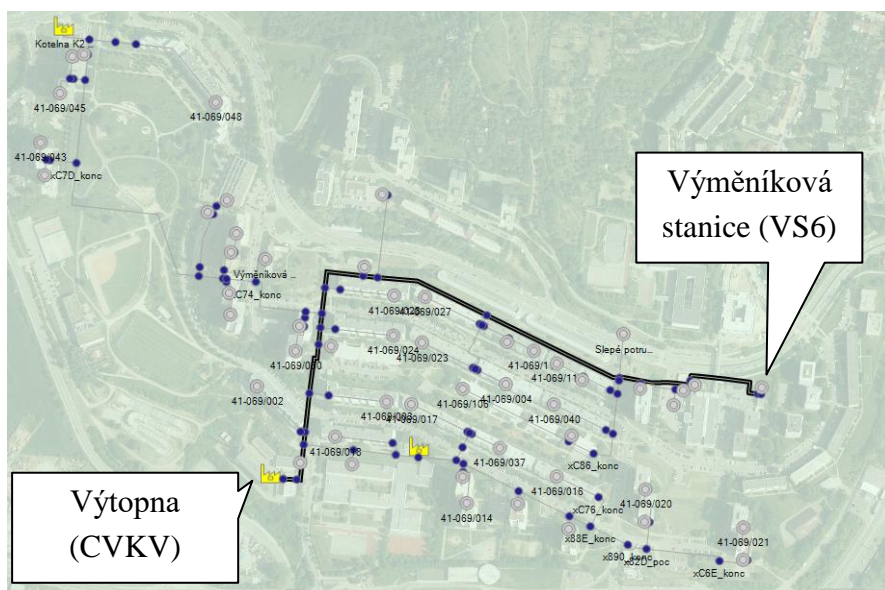 Kotelna K2 ...
41-069/045
41-069/048
41-069/043
xC7D_konc
Výměníková
stanice (VS6)
Výměníková ...
.C74_konc
41-069/027
41-069/024
41-069/023
Slepé potru...
41-069/1
41-069/11
41-069/002
41-069/004
41-069/017
41-069/040
41-069/018
41-069/037
xC86_konc
Výtopna
(CVKV)
41-069/016
xC76_konc
41-069/020
41-069/014
x88E_konc
41-069/021
x890_konc
x82D_poc
xC6E_konc